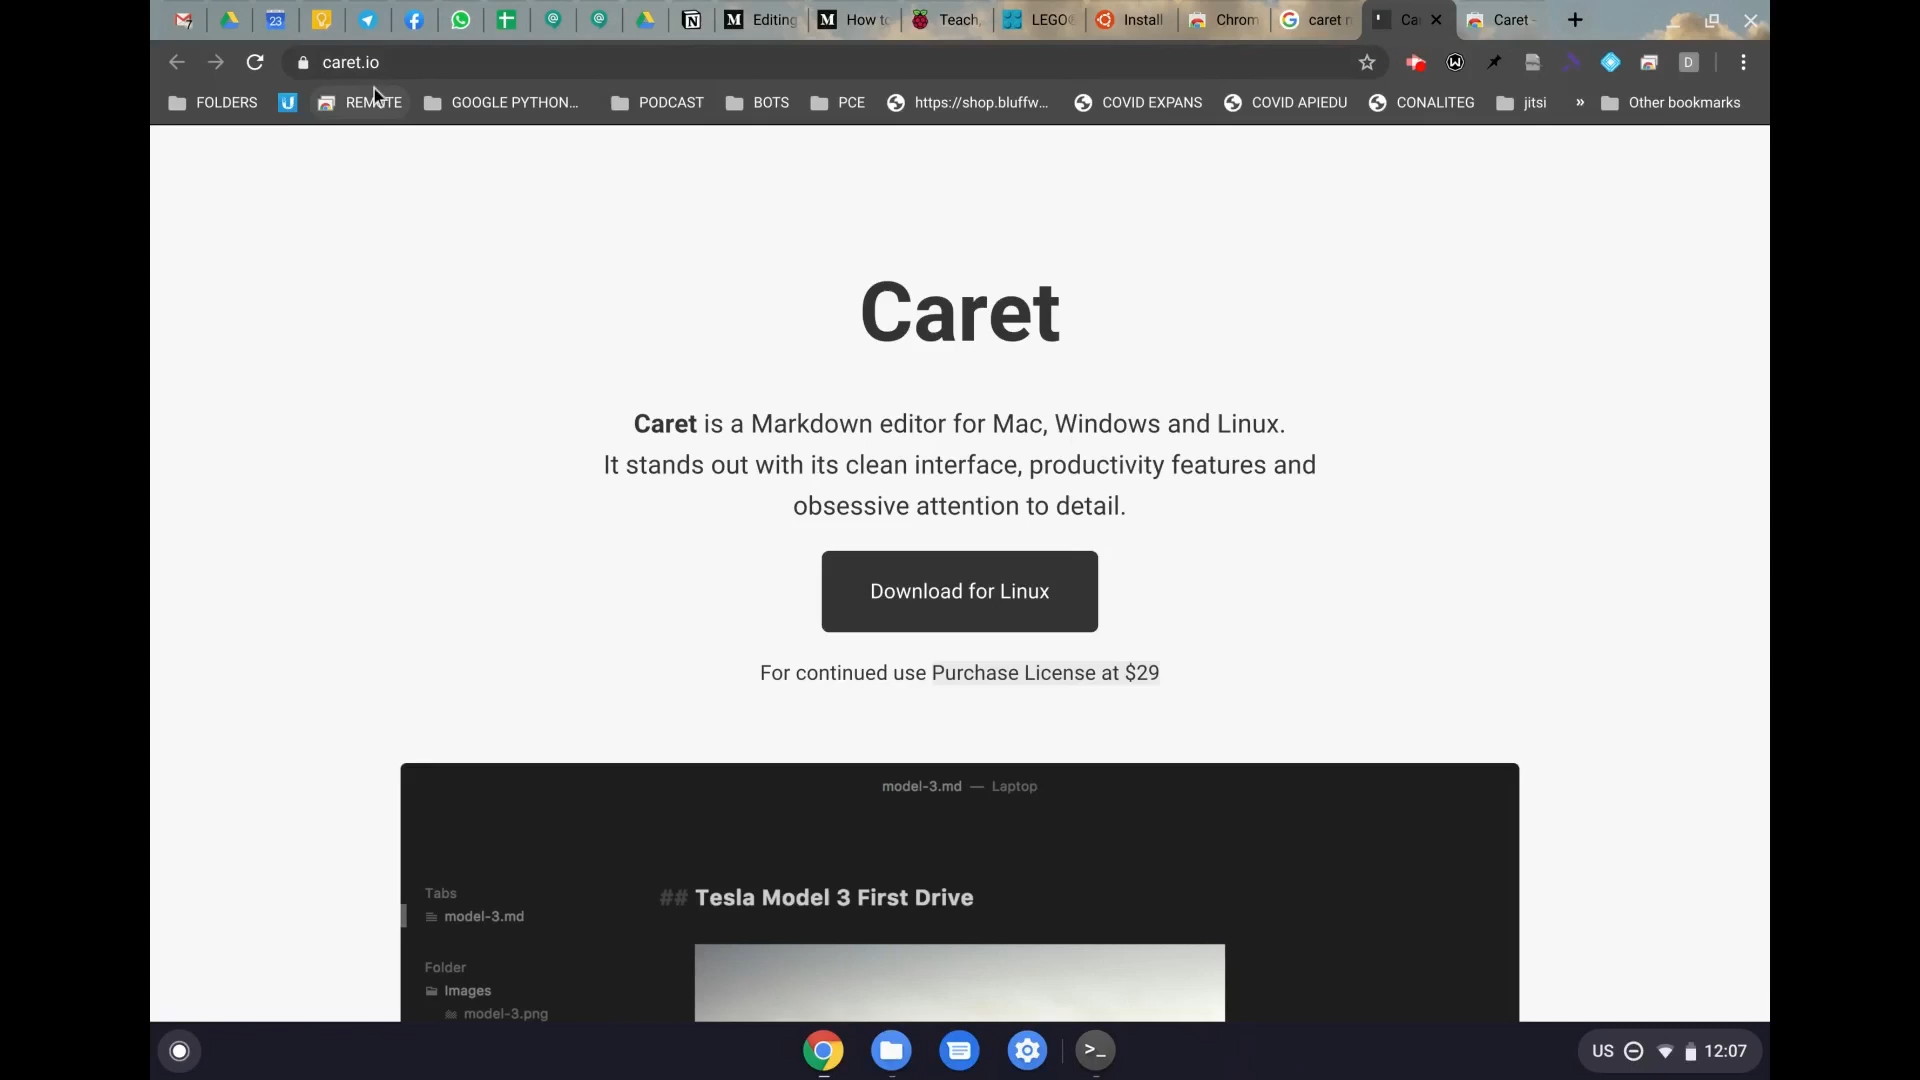 23
Editing
How to
Teach,
LEGO®
Install
Chrom
caret n
Ca
Caret -
caret.io
D
FOLDERS
REMOTE
GOOGLE PYTHON...
PODCAST
BOTS
PCE
https://shop.bluffw...
COVID EXPANS
COVID APIEDU
CONALITEG
jitsi
»
Other bookmarks
Caret
Caret is a Markdown editor for Mac, Windows and Linux.
It stands out with its clean interface, productivity features and
obsessive attention to detail.
Download for Linux
For continued use Purchase License at $29
model-3.md — Laptop
Tabs
model-3.md
Folder
Images
model-3.png
## Tesla Model 3 First Drive
>_
US
12:07